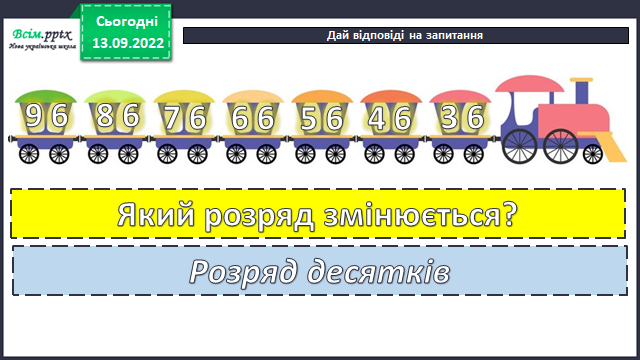 Всім.pptx
Нова українська школа
Сьогодні
13.09.2022
Дай відповіді на запитання
96 86 76 66 56 46 36
Який розряд змінюється?
Розряд десятків